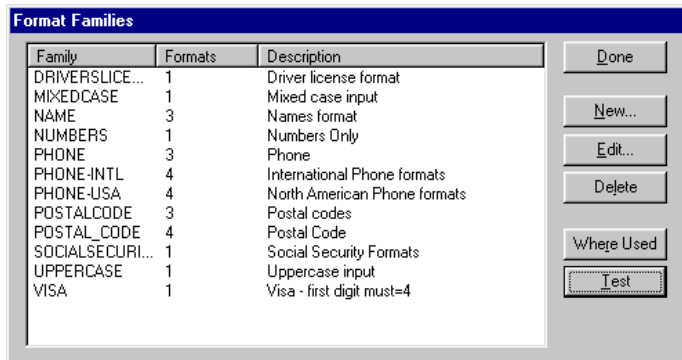 Format Families
Family Formats Description
DRIVERSLICE... 1 Driver license format
MIXEDCASE 1 Mixed case input
NAME 3 Names format
NUMBERS 1 Numbers Only
PHONE 3 Phone
PHONE-INTL 4 International Phone formats
PHONE-USA 4 North American Phone formats
POSTALCODE 3 Postal codes
POSTAL_CODE 4 Postal Code
SOCIALSECURI... 1 Social Security Formats
UPPERCASE 1 Uppercase input
VISA 1 Visa - first digit must=4
Done
New...
Edit...
Delete
Where Used
Test